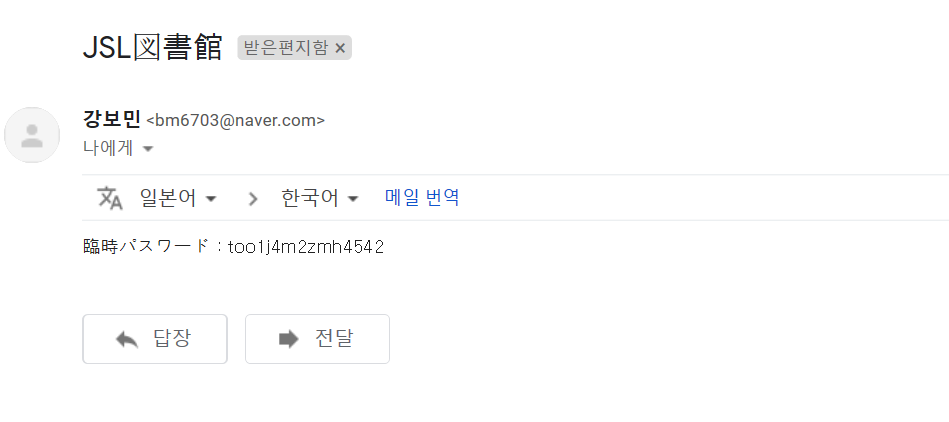 JSL図書館 받은편지함 ×
강보민 <bm6703@naver.com>
나에게
일본어 > 한국어 메일 번역
臨時パスワード：too1j4m2zmh4542
답장 전달